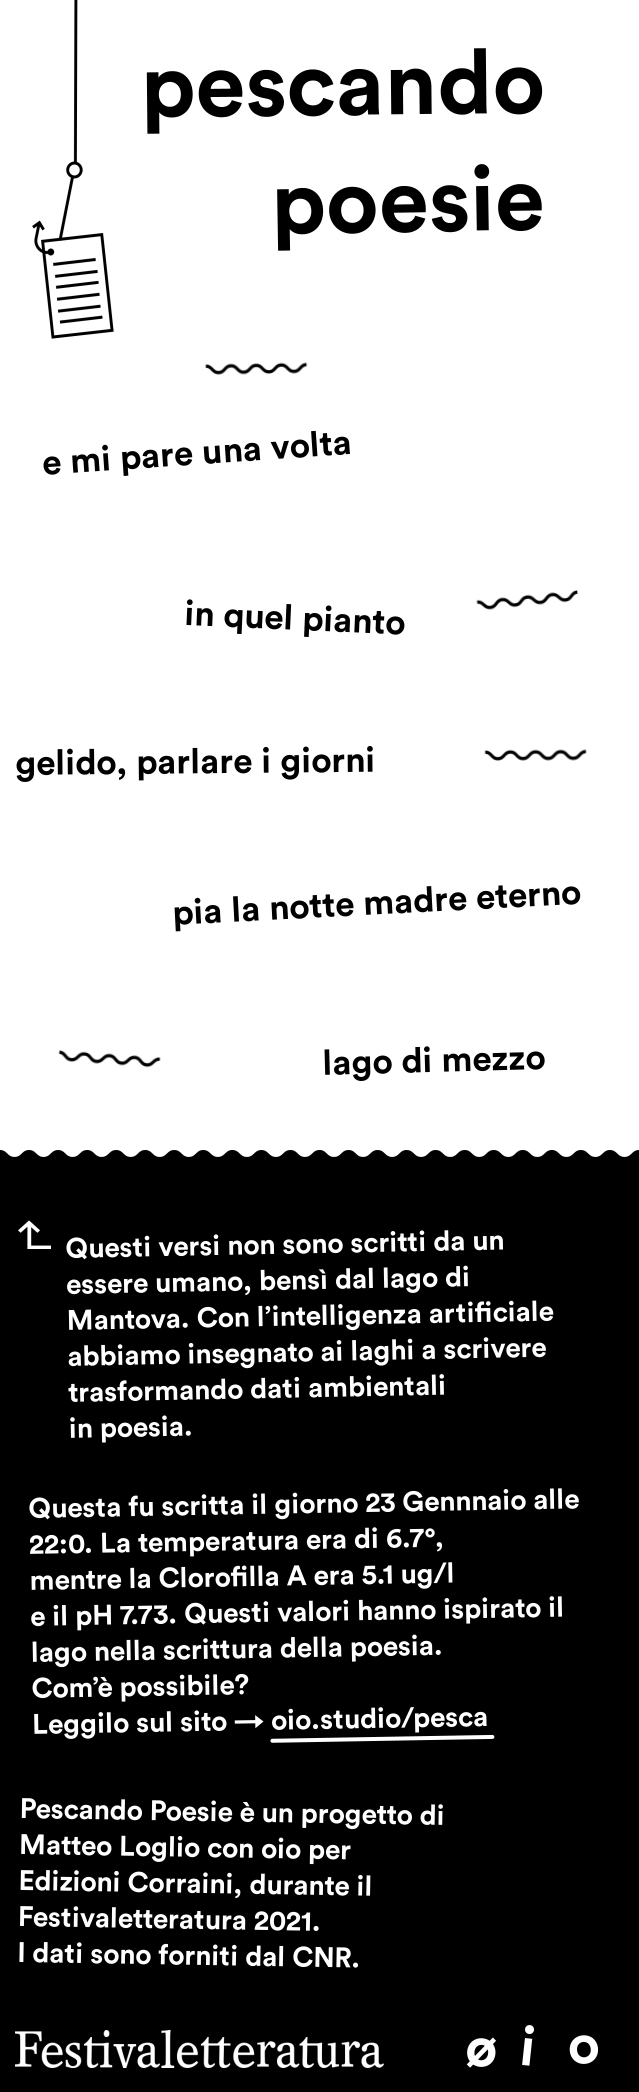 pescando
poesie
e mi pare una volta
in quel pianto
gelido, parlare i giorni
pia la notte madre eterno
lago di mezzo
Questi versi non sono scritti da un
essere umano, bensì dal lago di
Mantova. Con l’intelligenza artificiale
abbiamo insegnato ai laghi a scrivere
trasformando dati ambientali
in poesia.
Questa fu scritta il giorno 23 Gennnaio alle
22:0. La temperatura era di 6.7°,
mentre la Clorofilla A era 5.1 ug/l
e il pH 7.73. Questi valori hanno ispirato il
lago nella scrittura della poesia.
Com’è possibile?
Leggilo sul sito → oio.studio/pesca
Pescando Poesie è un progetto di
Matteo Loglio con oio per
Edizioni Corraini, durante il
Festivaletteratura 2021.
I dati sono forniti dal CNR.
Festivaletteratura øio